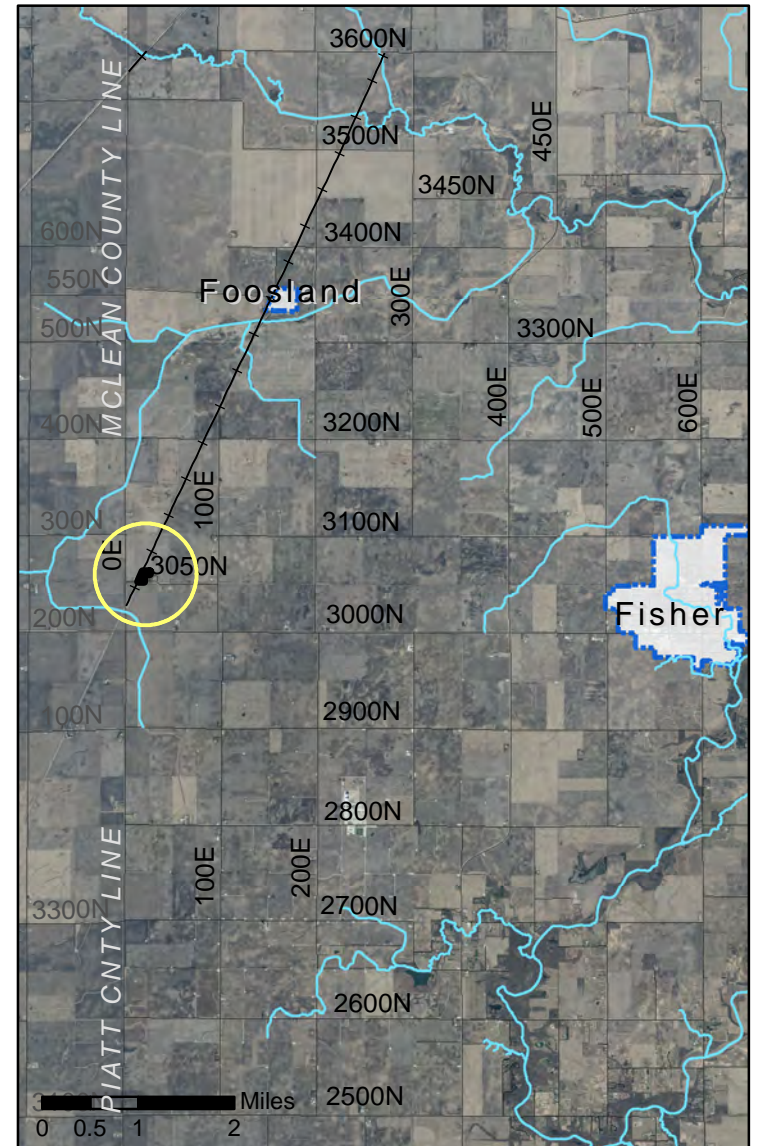 3600N
MCLEAN COUNTY LINE
450E
3500N
3450N
600N
3400N
550N
Foosland
300E
500N
3300N
400E
500E
600E
400N
3200N
100E
300N
3100N
0E
3050N
200N
3000N
Fisher
100N
2900N
2800N
PIATT CNTY LINE
100E
200E
3300N
2700N
2600N
2500N
Miles
0 0.5 1 2